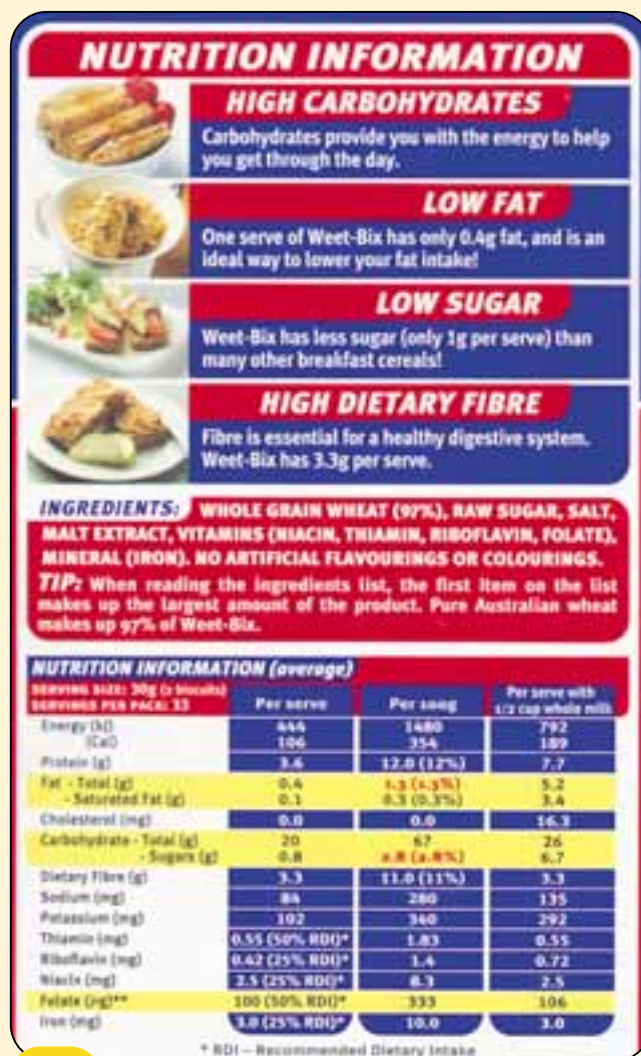 NUTRITION INFORMATION
HIGH CARBOHYDRATES
Carbohydrates provide you with the energy to help
you get through the day.
LOW FAT
One serve of Weet-Bix has only 0.4g fat, and is an
ideal way to lower your fat intake!
LOW SUGAR
Weet-Bix has less sugar (only 1g per serve) than
many other breakfast cereals!
HIGH DIETARY FIBRE
Fibre is essential for a healthy digestive system.
Weet-Bix has 3.3g per serve.
INGREDIENTS: WHOLE GRAIN WHEAT (97%), RAW SUGAR, SALT,
MALT EXTRACT, VITAMINS (NIACIN, THIAMIN, RIBOFLAVIN, FOLATE),
MINERAL (IRON). NO ARTIFICIAL FLAVOURINGS OR COLOURINGS.
TIP: When reading the ingredients list, the first item on the list
makes up the largest amount of the product. Pure Australian wheat
makes up 97% of Weet-Bix.
NUTRITION INFORMATION (average)
SERVING SIZE: 30g (2 biscuits)
SERVINGS PER PACK: 33
Per serve Per 100g Per serve with
1/2 cup whole milk
Energy (kJ) 444 1480 792
(Cal) 106 354 189
Protein (g) 3.6 12.0 (12%) 7.7
Fat - Total (g) 0.4 1.3 (1.3%) 5.2
- Saturated Fat (g) 0.1 0.3 (0.3%) 3.4
Cholesterol (mg) 0.0 0.0 16.3
Carbohydrate - Total (g) 20 67 26
- Sugars (g) 0.8 2.8 (2.8%) 6.7
Dietary Fibre (g) 3.3 11.0 (11%) 3.3
Sodium (mg) 84 280 135
Potassium (mg) 102 340 292
Thiamin (mg) 0.55 (50% RDI)* 1.83 0.55
Riboflavin (mg) 0.42 (25% RDI)* 1.4 0.72
Niacin (mg) 2.5 (25% RDI)* 8.3 2.5
Folate (µg)** 100 (50% RDI)* 333 106
Iron (mg) 3.0 (25% RDI)* 10.0 3.0
* RDI - Recommended Dietary Intake